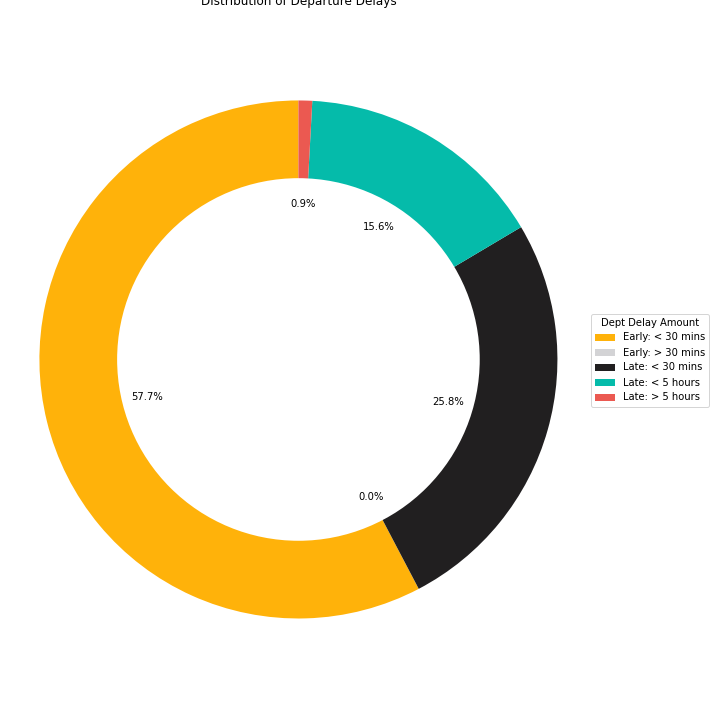 Distribution of Departure Delays
0.9%
15.6%
57.7%
25.8%
0.0%
Dept Delay Amount
Early: < 30 mins
Early: > 30 mins
Late: < 30 mins
Late: < 5 hours
Late: > 5 hours